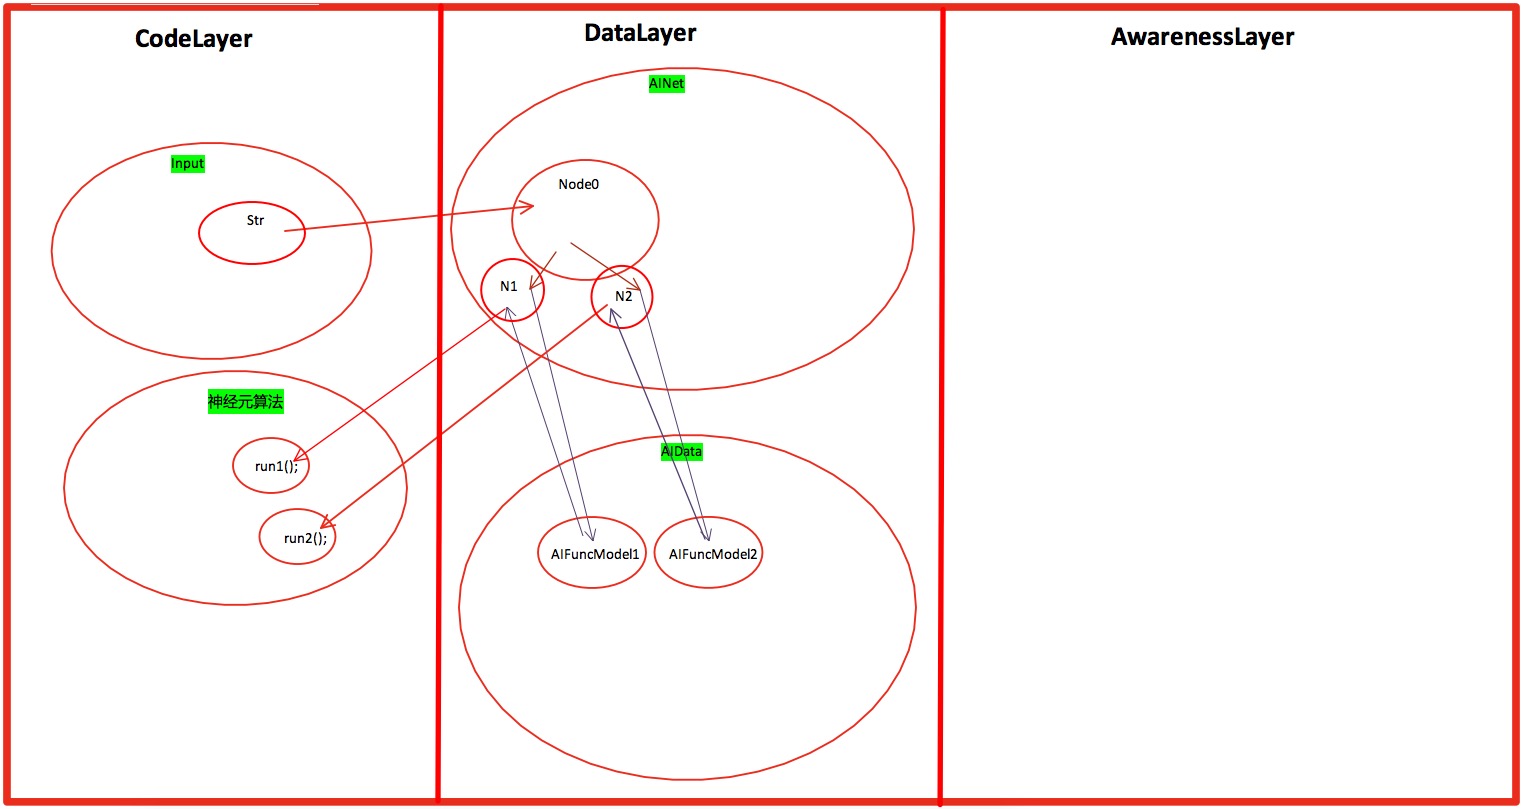 CodeLayer
DataLayer
AwarenessLayer
Input
Str
神经元算法
run1();
run2();
AINet
Node0
N1
N2
AIData
AIFuncModel1
AIFuncModel2